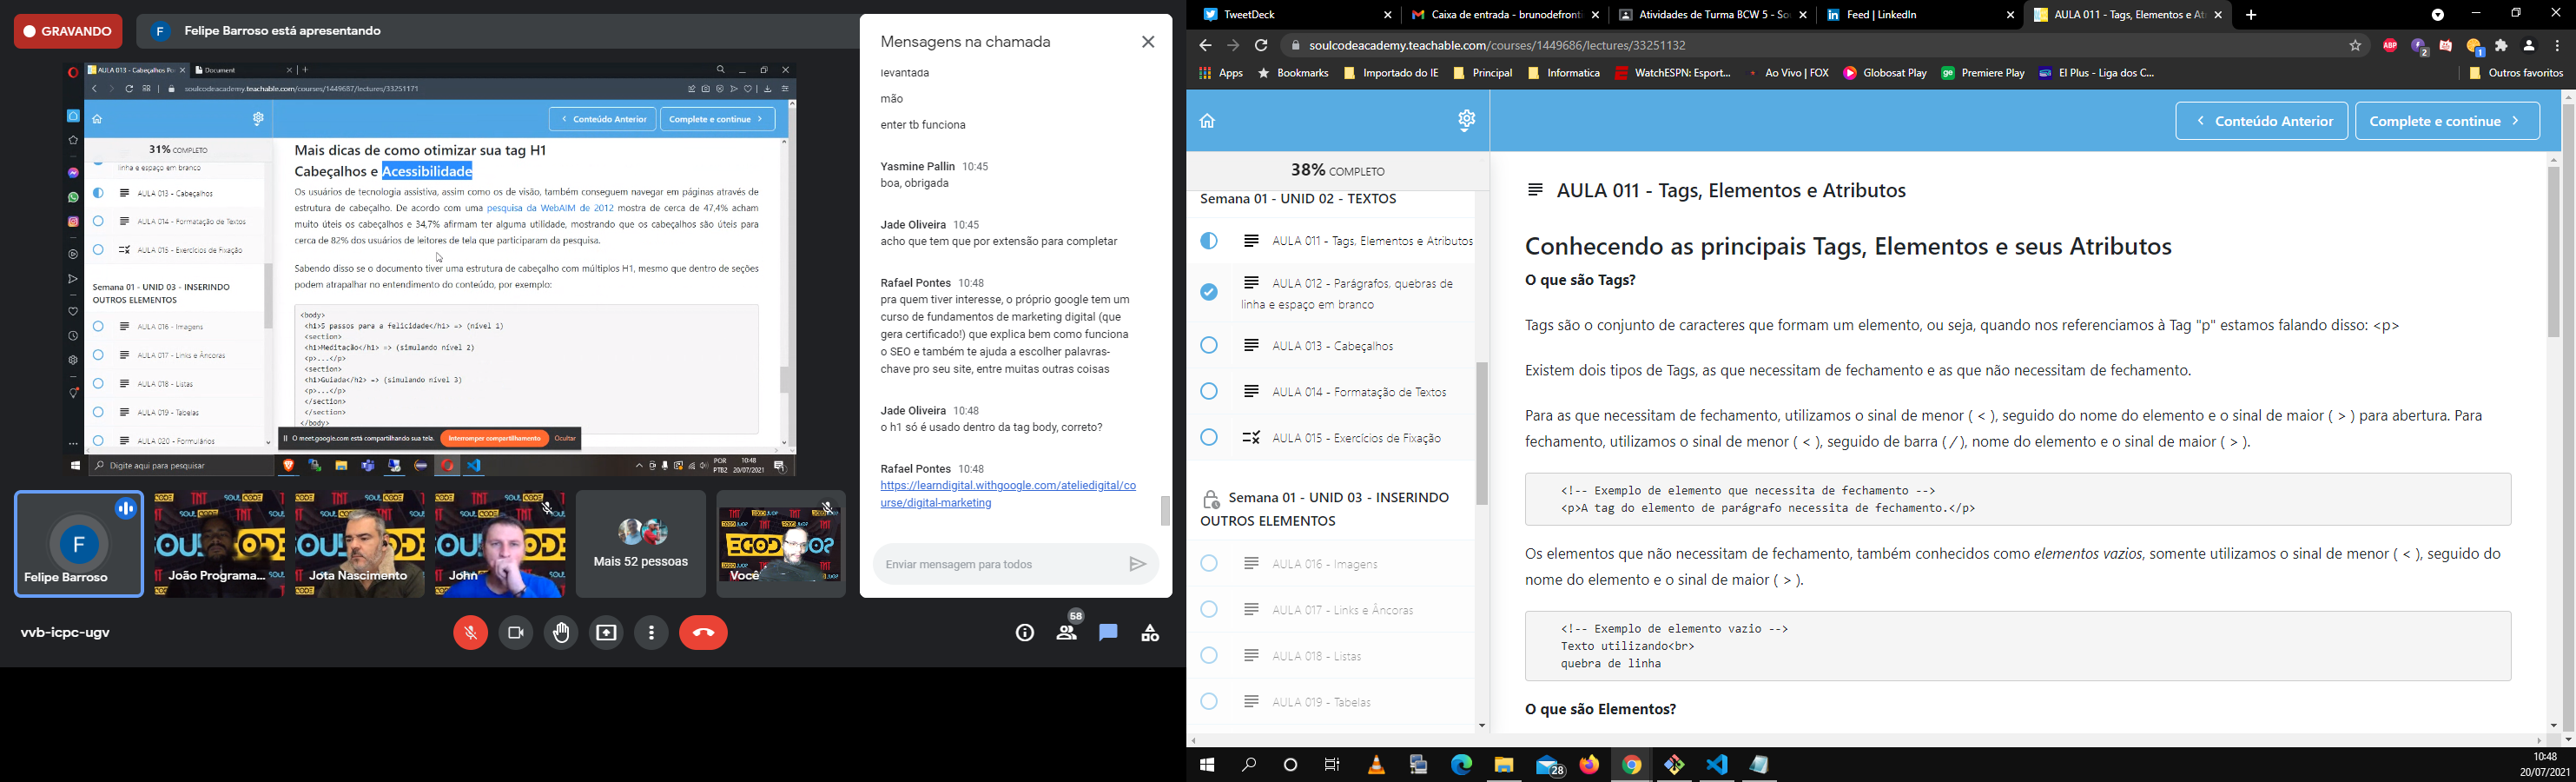 GRAVANDO
F
Felipe Barroso está apresentando
AULA 013 - Cabeçalhos Po
Document
soulcodeacademy.teachable.com/courses/1449687/lectures/33251171
Conteúdo Anterior
Complete e continue
31% COMPLETO
linha e espaço em branco
AULA 013 - Cabeçalhos
AULA 014 - Formatação de Textos
AULA 015 - Exercícios de Fixação
Semana 01 - UNID 03 - INSERINDO
OUTROS ELEMENTOS
AULA 016 - Imagens
AULA 017 - Links e Âncoras
AULA 018 - Listas
AULA 019 - Tabelas
AULA 020 - Formulários
Mais dicas de como otimizar sua tag H1
Cabeçalhos e Acessibilidade
Os usuários de tecnologia assistiva, assim como os de visão, também conseguem navegar em páginas através de
estrutura de cabeçalho. De acordo com uma pesquisa da WebAIM de 2012 mostra de cerca de 47,4% acham
muito úteis os cabeçalhos e 34,7% afirmam ter alguma utilidade, mostrando que os cabeçalhos são úteis para
cerca de 82% dos usuários de leitores de tela que participaram da pesquisa.
Sabendo disso se o documento tiver uma estrutura de cabeçalho com múltiplos H1, mesmo que dentro de seções
podem atrapalhar no entendimento do conteúdo, por exemplo:
<body>
<h1>5 passos para a felicidade</h1> => (nível 1)
<section>
<h1>Meditação</h1> => (simulando nível 2)
<p>...</p>
<section>
<h1>Guiada</h2> => (simulando nível 3)
<p>...</p>
</section>
</section>
</body>
O meet.google.com está compartilhando sua tela.
Interromper compartilhamento
Ocultar
Digite aqui para pesquisar
POR
PTB2
10:48
20/07/2021
F
Felipe Barroso
João Programa...
Jota Nascimento
John
Mais 52 pessoas
Você
vvb-icpc-ugv
58
Mensagens na chamada
levantada
mão
enter tb funciona
Yasmine Pallin 10:45
boa, obrigada
Jade Oliveira 10:45
acho que tem que por extensão para completar
Rafael Pontes 10:48
pra quem tiver interesse, o próprio google tem um
curso de fundamentos de marketing digital (que
gera certificado!) que explica bem como funciona
o SEO e também te ajuda a escolher palavras-
chave pro seu site, entre muitas outras coisas
Jade Oliveira 10:48
o h1 só é usado dentro da tag body, correto?
Rafael Pontes 10:48
https://learndigital.withgoogle.com/ateliedigital/co
urse/digital-marketing
Enviar mensagem para todos
TweetDeck
Caixa de entrada - brunodefronti
Atividades de Turma BCW 5 - So
Feed | LinkedIn
AULA 011 - Tags, Elementos e At
soulcodeacademy.teachable.com/courses/1449686/lectures/33251132
ABP
2
1
Apps
Bookmarks
Importado do IE
Principal
Informatica
WatchESPN: Esport...
Ao Vivo | FOX
Globosat Play
Premiere Play
EI Plus - Liga dos C...
Outros favoritos
Conteúdo Anterior
Complete e continue
38% COMPLETO
Semana 01 - UNID 02 - TEXTOS
AULA 011 - Tags, Elementos e Atributos
AULA 012 - Parágrafos, quebras de
linha e espaço em branco
AULA 013 - Cabeçalhos
AULA 014 - Formatação de Textos
AULA 015 - Exercícios de Fixação
Semana 01 - UNID 03 - INSERINDO
OUTROS ELEMENTOS
AULA 016 - Imagens
AULA 017 - Links e Âncoras
AULA 018 - Listas
AULA 019 - Tabelas
AULA 011 - Tags, Elementos e Atributos
Conhecendo as principais Tags, Elementos e seus Atributos
O que são Tags?
Tags são o conjunto de caracteres que formam um elemento, ou seja, quando nos referenciamos à Tag "p" estamos falando disso: <p>
Existem dois tipos de Tags, as que necessitam de fechamento e as que não necessitam de fechamento.
Para as que necessitam de fechamento, utilizamos o sinal de menor ( < ), seguido do nome do elemento e o sinal de maior ( > ) para abertura. Para
fechamento, utilizamos o sinal de menor ( < ), seguido de barra ( / ), nome do elemento e o sinal de maior ( > ).
<!-- Exemplo de elemento que necessita de fechamento -->
<p>A tag do elemento de parágrafo necessita de fechamento.</p>
Os elementos que não necessitam de fechamento, também conhecidos como elementos vazios, somente utilizamos o sinal de menor ( < ), seguido do
nome do elemento e o sinal de maior ( > ).
<!-- Exemplo de elemento vazio -->
Texto utilizando<br>
quebra de linha
O que são Elementos?
28
10:48
20/07/2021